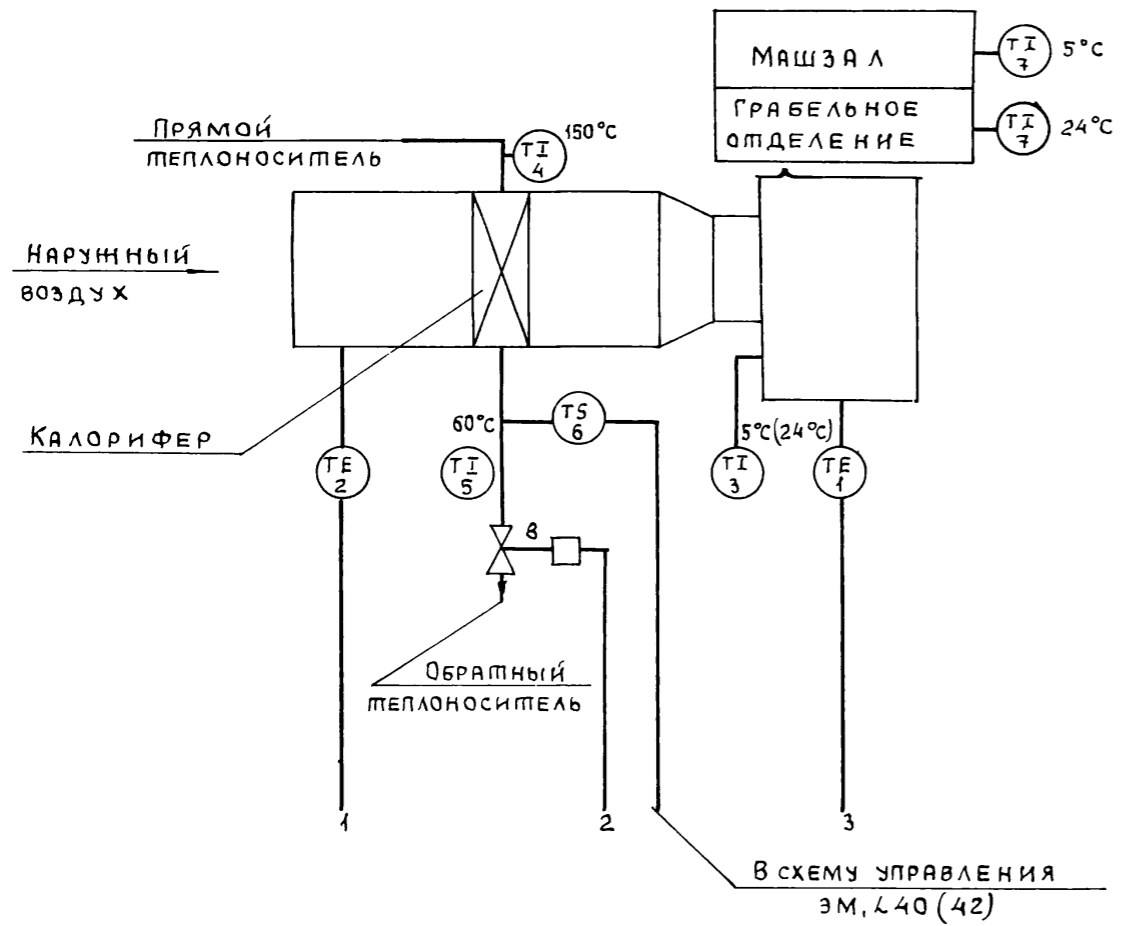 МАШЗАЛ
TI
7
5°С
ГРАБЕЛЬНОЕ
ОТДЕЛЕНИЕ
TI
7
24°С
ПРЯМОЙ
ТЕПЛОНОСИТЕЛЬ
TI
4
150°С
НАРУЖНЫЙ
ВОЗДУХ
КАЛОРИФЕР
TE
2
60°С
TI
5
TS
6
5°С(24°С)
TI
3
TE
1
В
ОБРАТНЫЙ
ТЕПЛОНОСИТЕЛЬ
1
2
3
В СХЕМУ УПРАВЛЕНИЯ
ЭМ, L40 (42)